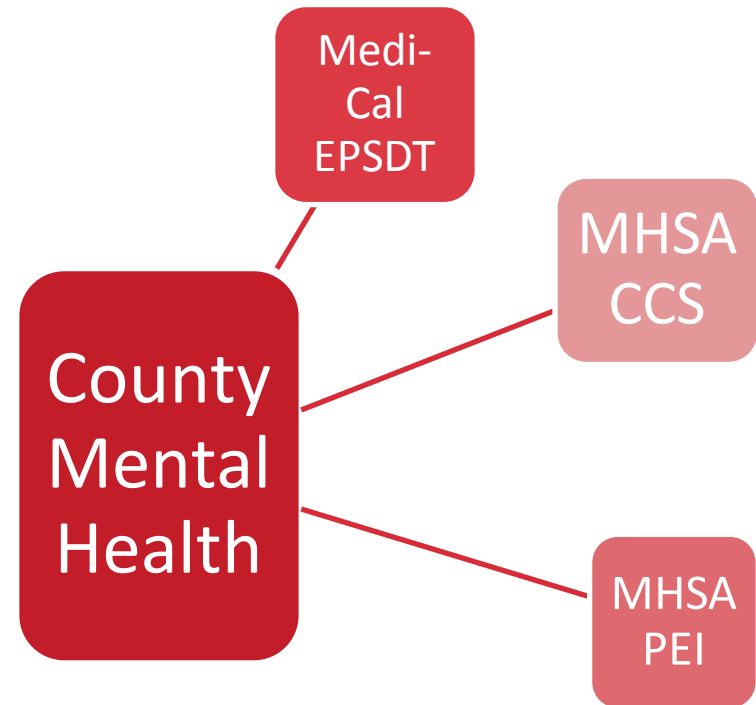 Medi-
Cal
EPSDT
MHSA
CCS
County
Mental
Health
MHSA
PEI